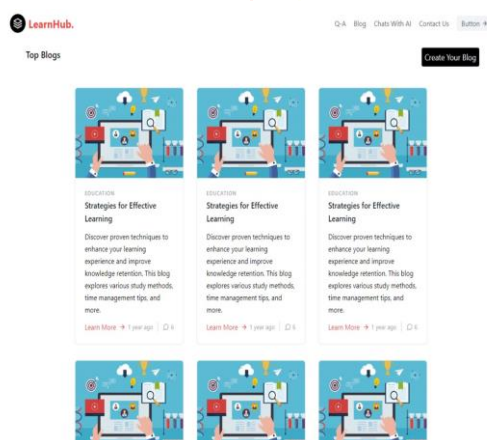 LearnHub.
Q-A Blog Chats With AI Contact Us Button →
Top Blogs
Create Your Blog
EDUCATION
Strategies for Effective
Learning
Discover proven techniques to
enhance your learning
experience and improve
knowledge retention. This blog
explores various study methods,
time management tips, and
more.
Learn More → 1 year ago 6
EDUCATION
Strategies for Effective
Learning
Discover proven techniques to
enhance your learning
experience and improve
knowledge retention. This blog
explores various study methods,
time management tips, and
more.
Learn More → 1 year ago 6
EDUCATION
Strategies for Effective
Learning
Discover proven techniques to
enhance your learning
experience and improve
knowledge retention. This blog
explores various study methods,
time management tips, and
more.
Learn More → 1 year ago 6